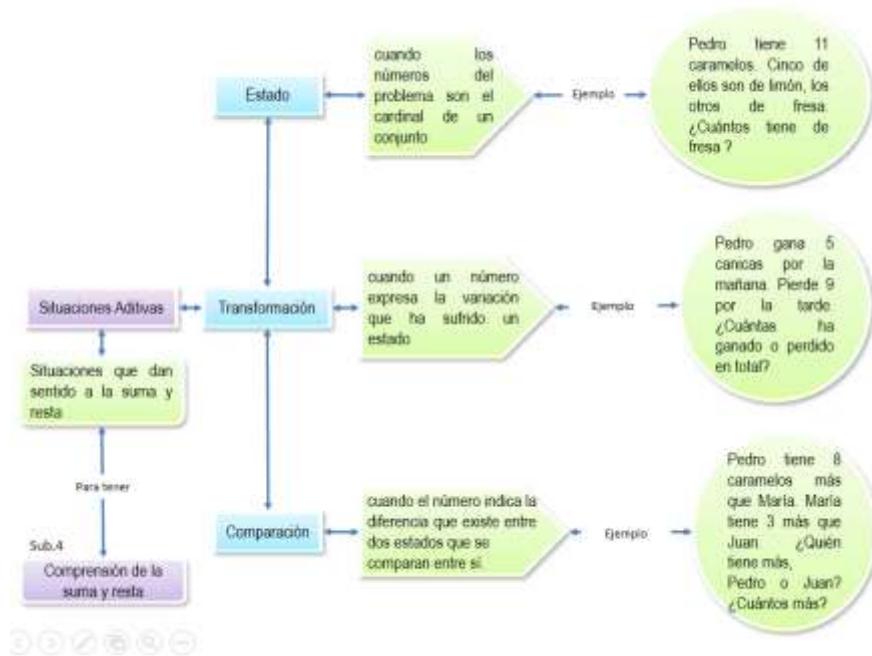 Estado
cuando los
números del
problema son el
cardinal de un
conjunto
Ejemplo
Pedro tiene 11
caramelos. Cinco de
ellos son de limón, los
otros de fresa.
¿Cuántos tiene de
fresa ?
Situaciones Aditivas
Situaciones que dan
sentido a la suma y
resta
Para tener
Sub.4
Comprensión de la
suma y resta
Transformación
cuando un número
expresa la variación
que ha sufrido un
estado
Ejemplo
Pedro gana 5
canicas por la
mañana. Pierde 9
por la tarde.
¿Cuántas ha
ganado o perdido
en total?
Comparación
cuando el número indica la
diferencia que existe entre
dos estados que se
comparan entre sí.
Ejemplo
Pedro tiene 8
caramelos más
que María. María
tiene 3 más que
Juan. ¿Quién
tiene más,
Pedro o Juan?
¿Cuántos más?